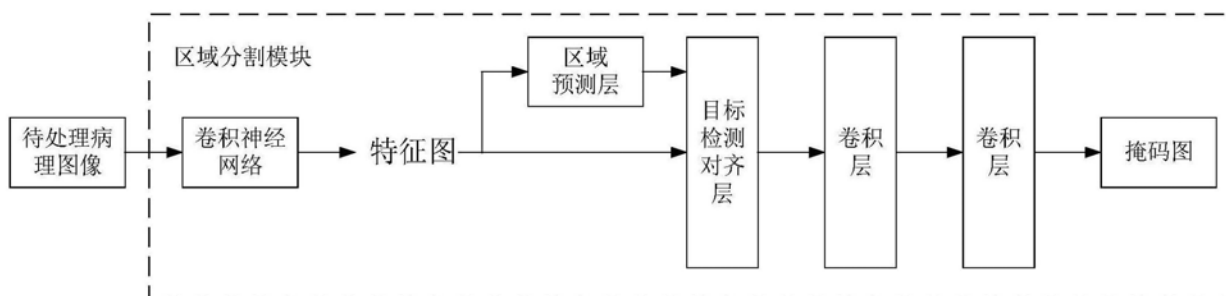 区域分割模块
待处理病
理图像
卷积神经
网络
特征图
区域
预测层
目标
检测
对齐
层
卷积
层
卷积
层
掩码图